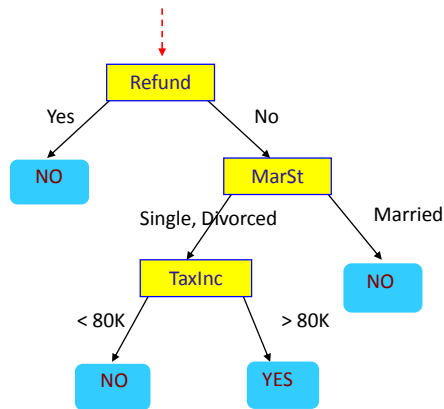 Refund
Yes
No
NO
MarSt
Single, Divorced
Married
TaxInc
NO
< 80K
> 80K
NO
YES